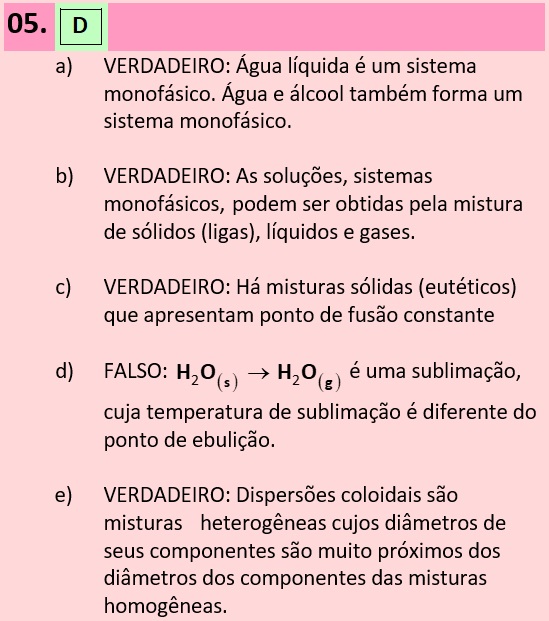 05. D
a) VERDADEIRO: Água líquida é um sistema
monofásico. Água e álcool também forma um
sistema monofásico.
b) VERDADEIRO: As soluções, sistemas
monofásicos, podem ser obtidas pela mistura
de sólidos (ligas), líquidos e gases.
c) VERDADEIRO: Há misturas sólidas (eutéticos)
que apresentam ponto de fusão constante
d) FALSO: H₂O₍ₛ₎ → H₂O(g) é uma sublimação,
cuja temperatura de sublimação é diferente do
ponto de ebulição.
e) VERDADEIRO: Dispersões coloidais são
misturas heterogêneas cujos diâmetros de
seus componentes são muito próximos dos
diâmetros dos componentes das misturas
homogêneas.